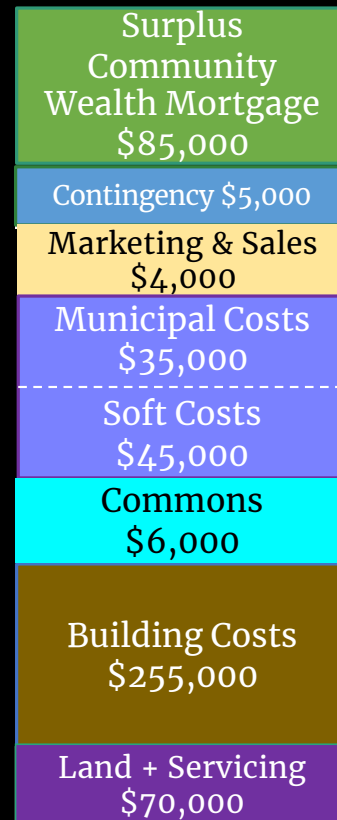 Surplus
Community
Wealth Mortgage
$85,000
Contingency $5,000
Marketing & Sales
$4,000
Municipal Costs
$35,000
Soft Costs
$45,000
Commons
$6,000
Building Costs
$255,000
Land + Servicing
$70,000